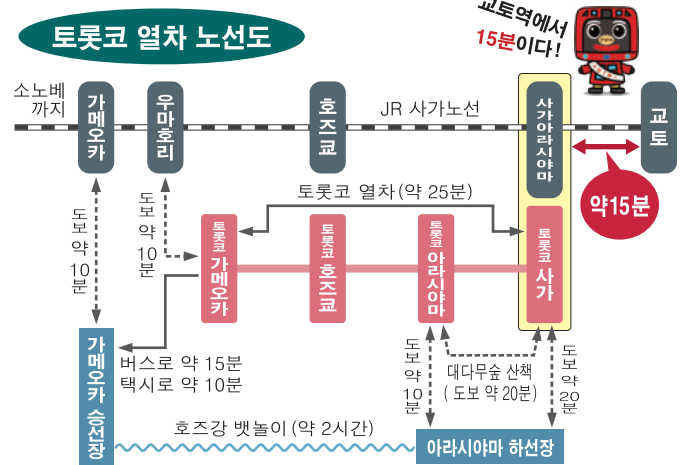 토롯코 열차 노선도
교토역에서
15분이다!
소노베
까지
가메오카
우마호리
호즈쿄
JR 사가노선
사가아라시야마
교토
약15분
토롯코 열차 (약 25분)
도보 약 10분
도보 약 10분
토롯코 가메오카
토롯코 호즈쿄
토롯코 아라시야마
토롯코 사가
버스로 약 15분
택시로 약 10분
가메오카 승선장
도보 약 10분
대다무숲 산책
( 도보 약 20분)
도보 약 20분
호즈강 뱃놀이 (약 2시간)
아라시야마 하선장